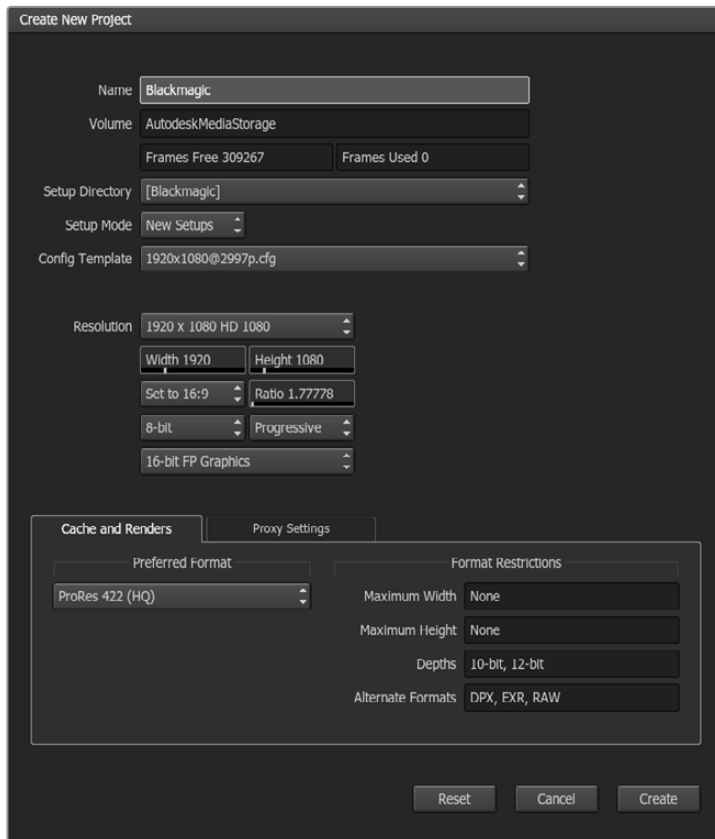 Create New Project
Name Blackmagic
Volume AutodeskMediaStorage
Frames Free 309267 Frames Used 0
Setup Directory [Blackmagic]
Setup Mode New Setups
Config Template 1920x1080@2997p.cfg
Resolution 1920 x 1080 HD 1080
Width 1920 Height 1080
Set to 16:9 Ratio 1.77778
8-bit Progressive
16-bit FP Graphics
Cache and Renders Proxy Settings
Preferred Format Format Restrictions
ProRes 422 (HQ) Maximum Width None
Maximum Height None
Depths 10-bit, 12-bit
Alternate Formats DPX, EXR, RAW
Reset Cancel Create